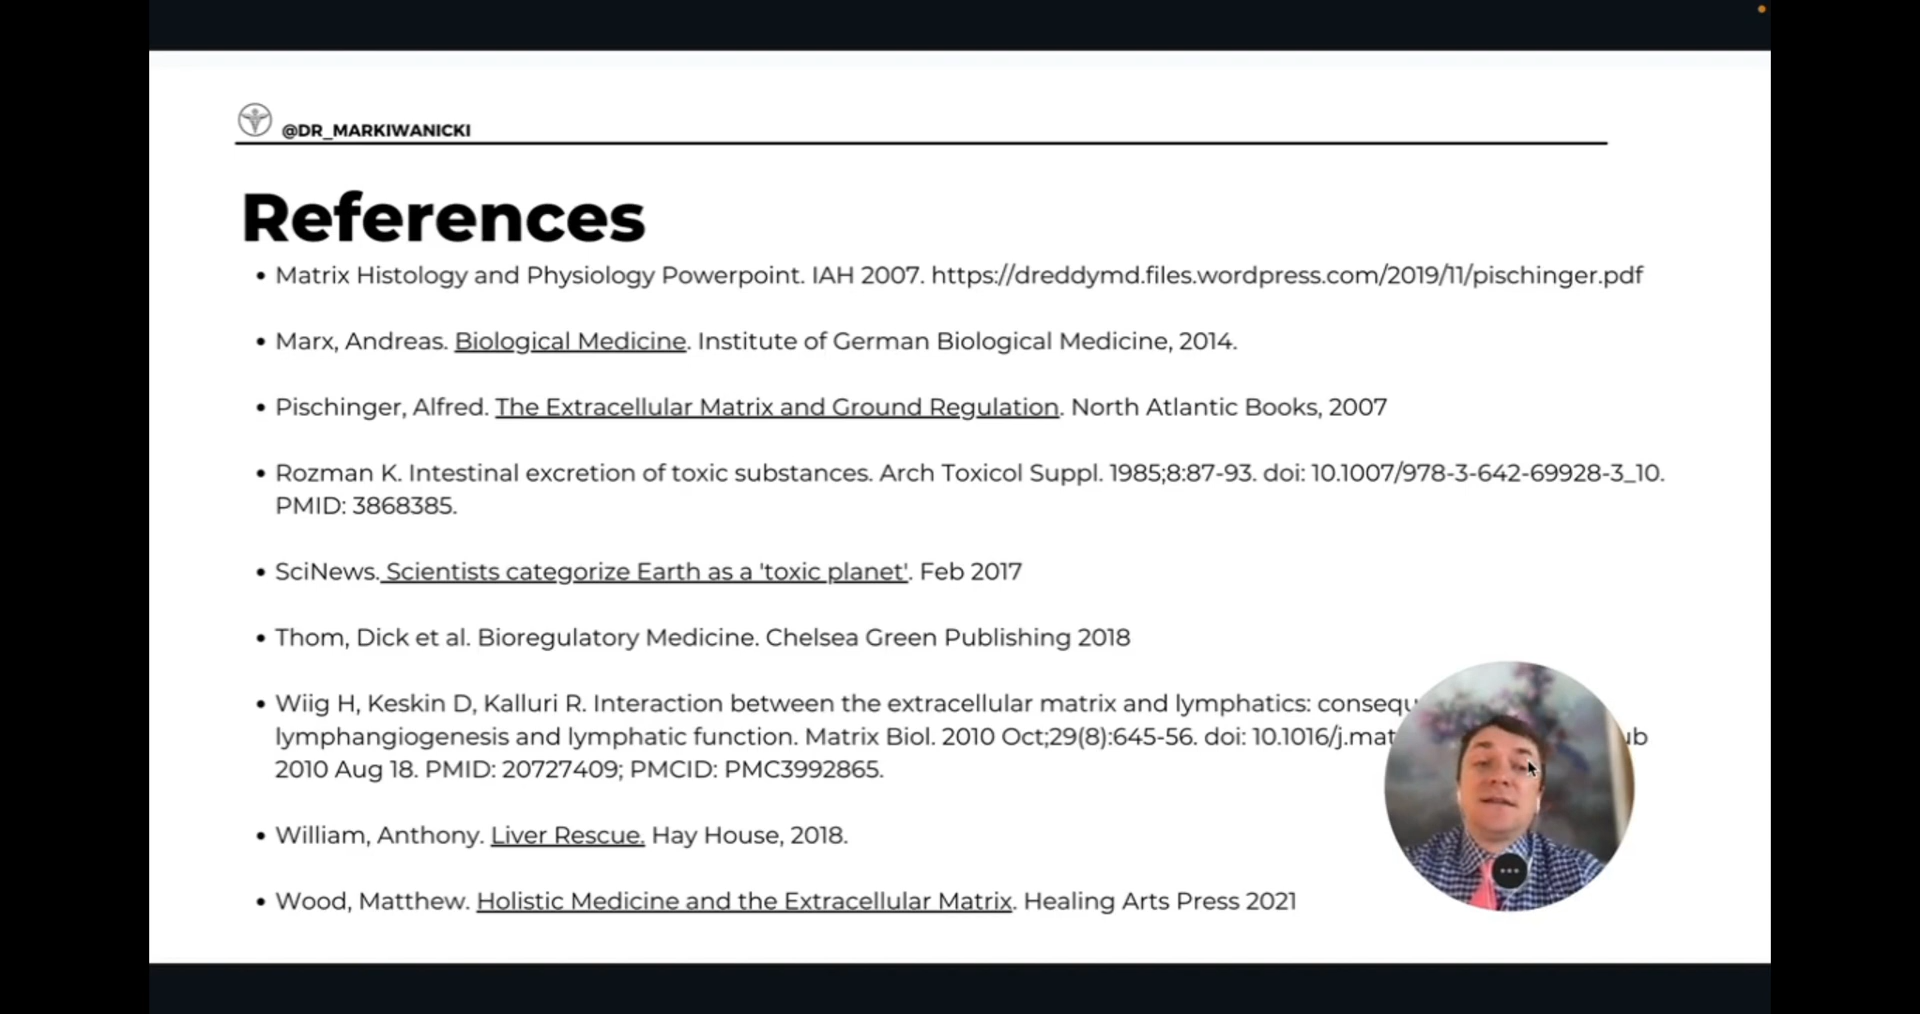 @DR_MARKIWANICKI
References
• Matrix Histology and Physiology Powerpoint. IAH 2007. https://dreddymd.files.wordpress.com/2019/11/pischinger.pdf
• Marx, Andreas. Biological Medicine. Institute of German Biological Medicine, 2014.
• Pischinger, Alfred. The Extracellular Matrix and Ground Regulation. North Atlantic Books, 2007
• Rozman K. Intestinal excretion of toxic substances. Arch Toxicol Suppl. 1985;8:87-93. doi: 10.1007/978-3-642-69928-3_10.
PMID: 3868385.
• SciNews. Scientists categorize Earth as a 'toxic planet'. Feb 2017
• Thom, Dick et al. Bioregulatory Medicine. Chelsea Green Publishing 2018
• Wiig H, Keskin D, Kalluri R. Interaction between the extracellular matrix and lymphatics: consequ
lymphangiogenesis and lymphatic function. Matrix Biol. 2010 Oct;29(8):645-56. doi: 10.1016/j.mat
2010 Aug 18. PMID: 20727409; PMCID: PMC3992865.
• William, Anthony. Liver Rescue. Hay House, 2018.
• Wood, Matthew. Holistic Medicine and the Extracellular Matrix. Healing Arts Press 2021